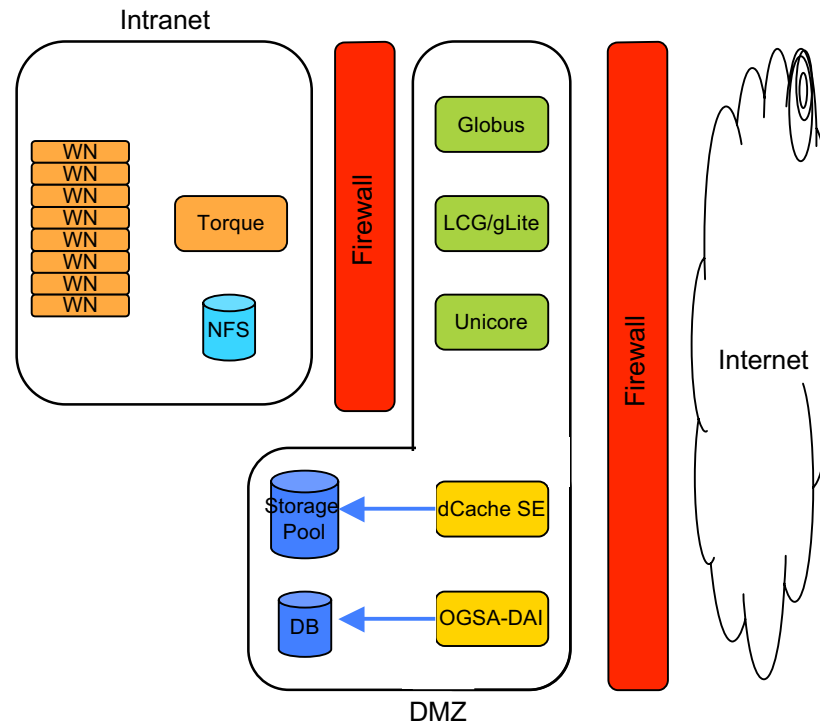 Intranet
WN
WN
WN
WN
WN
WN
WN
WN
Torque
NFS
Firewall
Globus
LCG/gLite
Unicore
Storage
Pool
dCache SE
DB
OGSA-DAI
DMZ
Firewall
Internet